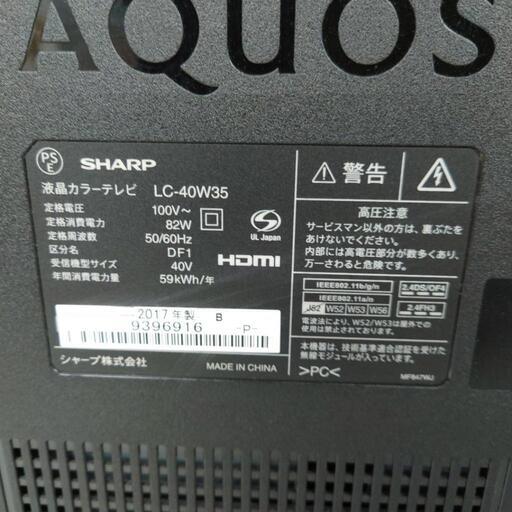 AQUOS
PS
E
SHARP
液晶カラーテレビ LC-40W35
定格電圧 100V~
定格消費電力 82W
定格周波数 50/60Hz
区分名 DF1
受信機型サイズ 40V
年間消費電力量 59kWh/年
UL Japan
HDMI
2017年製 B
9396916 -P-
シャープ株式会社
MADE IN CHINA
警告
高圧注意
サービスマン以外の方は、裏ぶたを
あけないでください。
内部には高電圧部分が数多くあり、
万一さわると危険です。
IEEE802.11b/g/n
IEEE802.11a/n
J52 W52 W53 W56
2.4DS/OF4
2.4FH3
電波法により、W52/W53は屋外での
使用が禁止されています。
本機器は、技術基準適合認証を受けた
無線モジュールが入っています。
>PC<